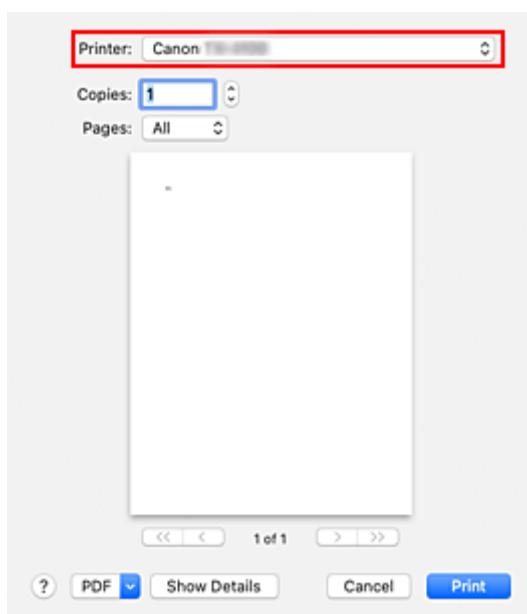 Printer: Canon
Copies: 1
Pages: All
<< < 1 of 1 > >>
? PDF Show Details Cancel Print